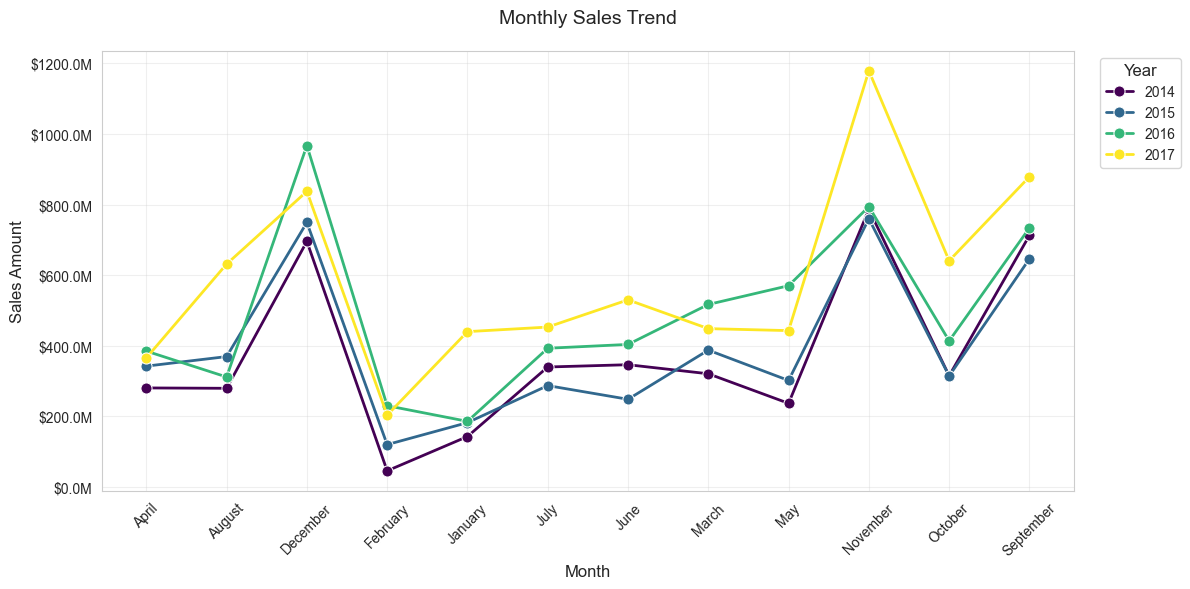 Monthly Sales Trend
$1200.0M
$1000.0M
$800.0M
$600.0M
$400.0M
$200.0M
$0.0M
Sales Amount
April
August
December
February
January
July
June
March
May
November
October
September
Month
Year
2014
2015
2016
2017